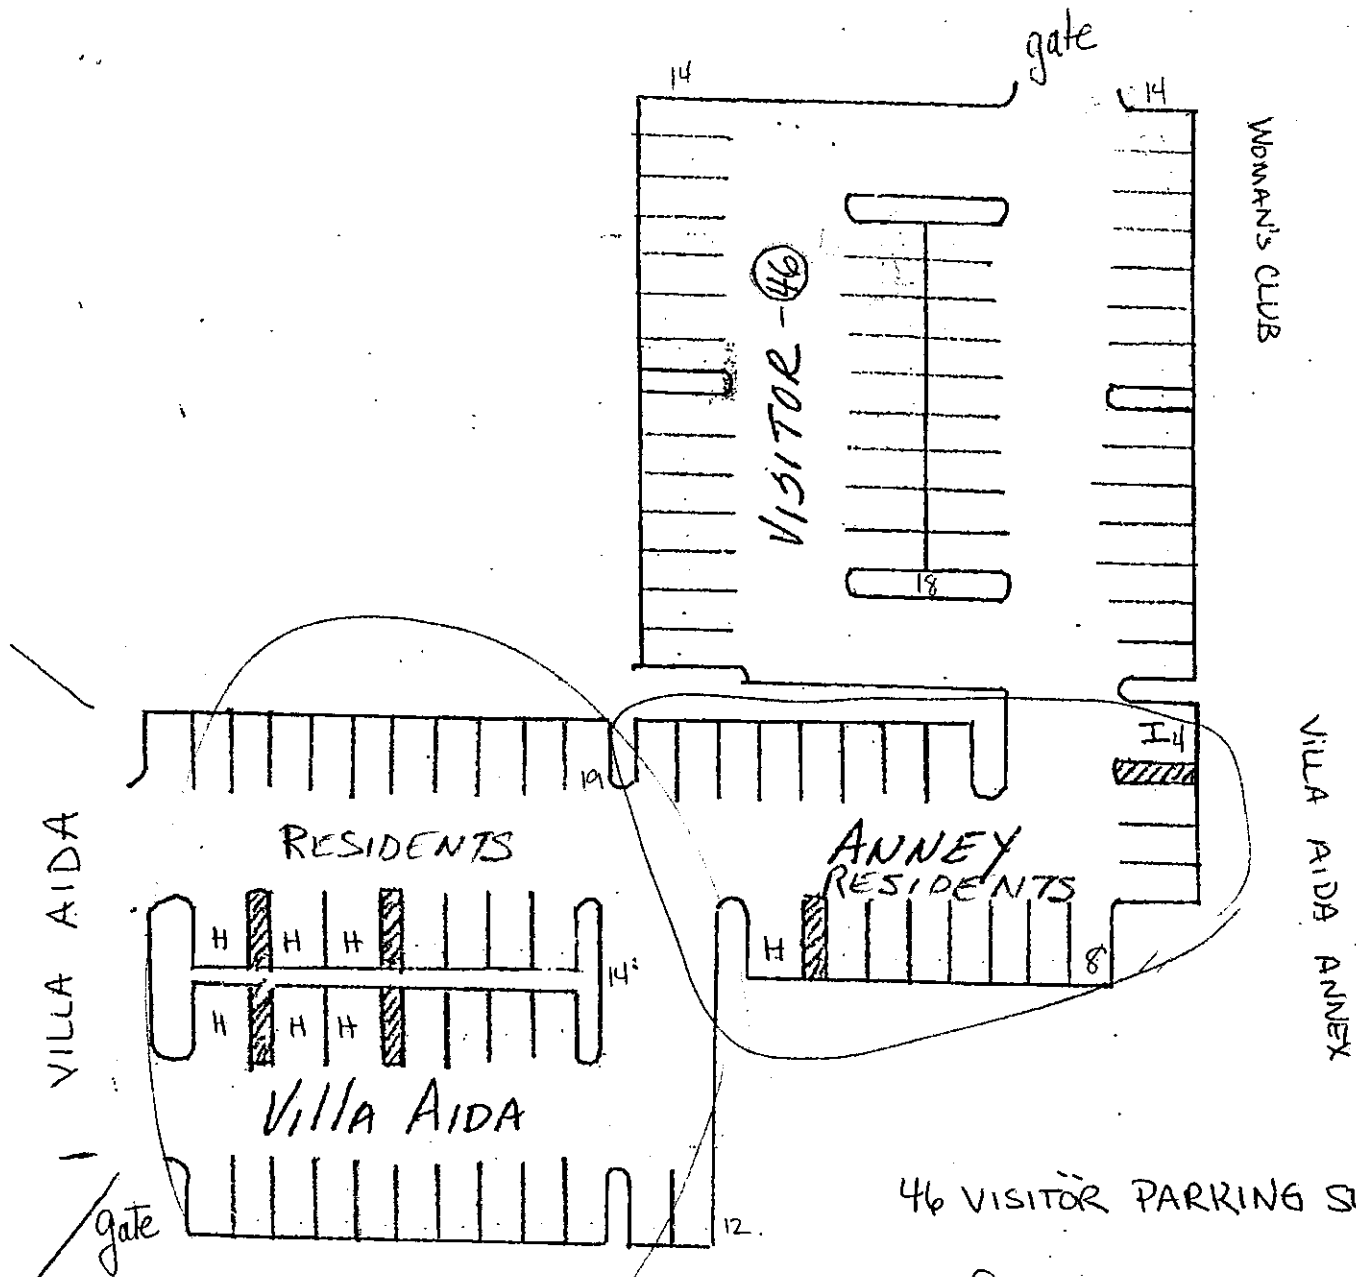 gate
14
14
WOMAN'S CLUB
VISITOR - 46
18
19
H 4
RESIDENTS
ANNEY
RESIDENTS
VILLA AIDA
VILLA AIDA ANNEX
H H H
H
14
8
H H H
Villa AIDA
gate
12.
46 VISITOR PARKING